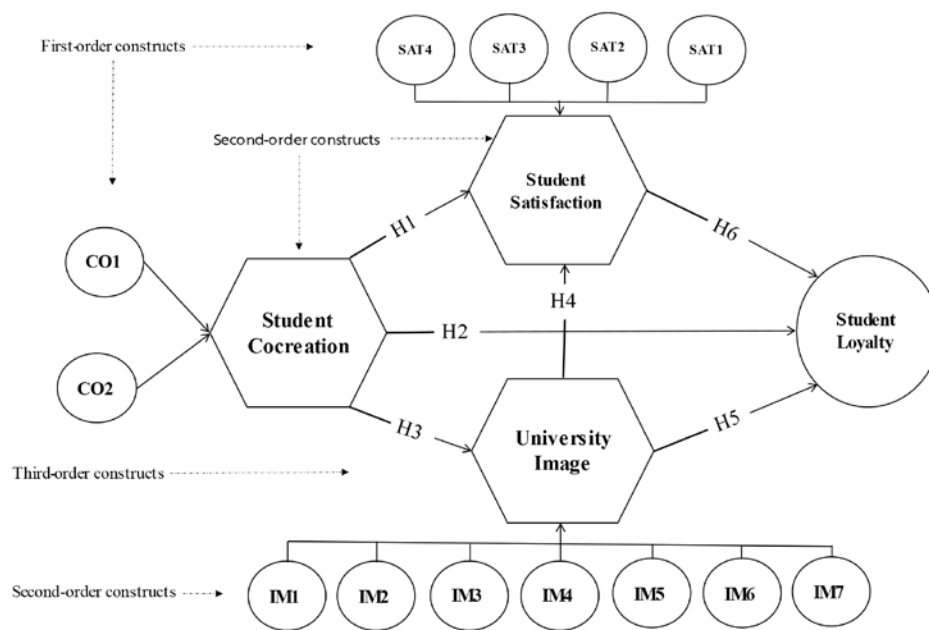 First-order constructs
SAT4
SAT3
SAT2
SAT1
Second-order constructs
Student
Satisfaction
H1
H6
CO1
H4
Student
Cocreation
H2
Student
Loyalty
CO2
H3
H5
University
Image
Third-order constructs
Second-order constructs
IM1
IM2
IM3
IM4
IM5
IM6
IM7